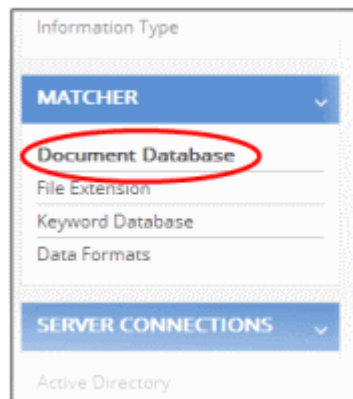 Information Type
MATCHER
Document Database
File Extension
Keyword Database
Data Formats
SERVER CONNECTIONS
Active Directory